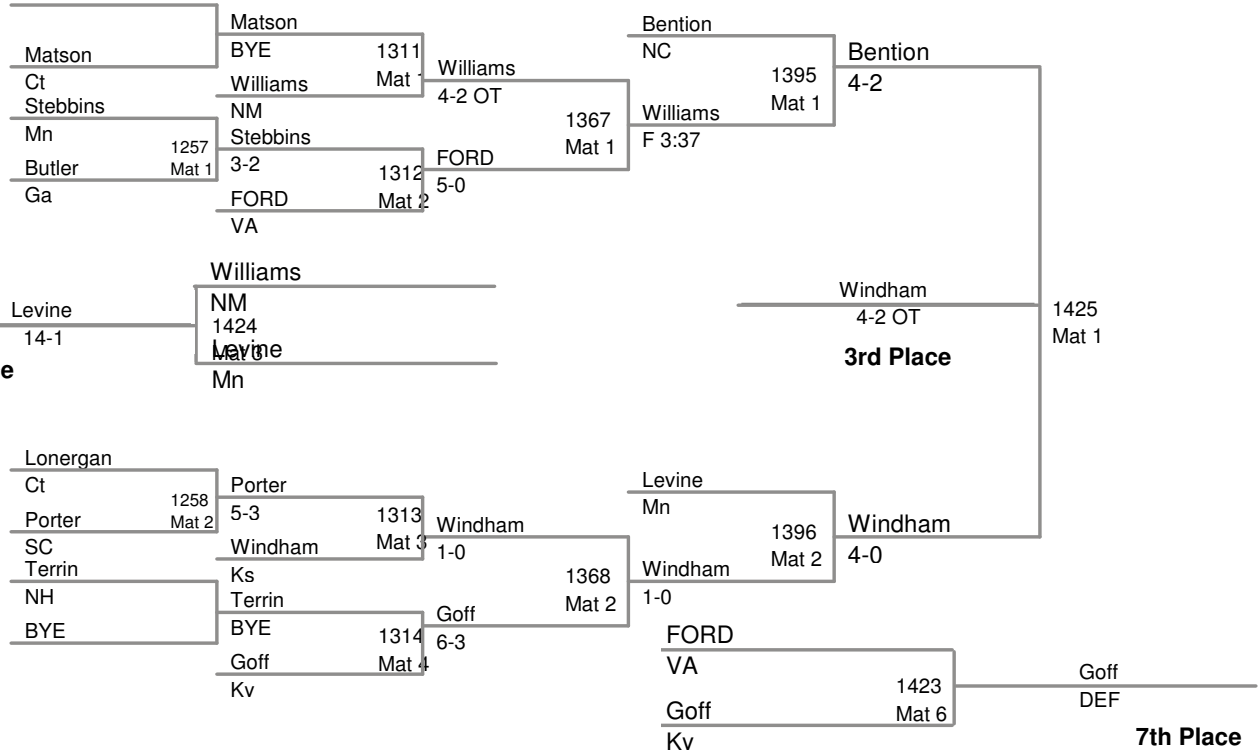 Matson
Bention
Matson
BYE
1311
NC
Bention
Ct
Williams
Mat 1
Williams
1395
4-2
Stebbins
NM
4-2 OT
Williams
Mat 1
Mn
1257
Stebbins
1367
F 3:37
Butler
Mat 1
3-2
1312
FORD
Mat 1
Ga
FORD
Mat 2
5-0
VA
Williams
Levine
NM
Windham
14-1
1424
4-2 OT
1425
Mat 3
Levine
3rd Place
Mat 1
e
Mn
Lonergan
Ct
1258
Porter
Levine
Porter
Mat 2
5-3
1313
Windham
Mn
1396
Windham
SC
Windham
Mat 3
1-0
Mat 2
4-0
Terrin
Ks
1368
Windham
NH
Terrin
Goff
Mat 2
1-0
BYE
BYE
1314
6-3
FORD
Goff
Mat 4
VA
1423
Goff
Kv
Goff
Mat 6
DEF
Kv
7th Place